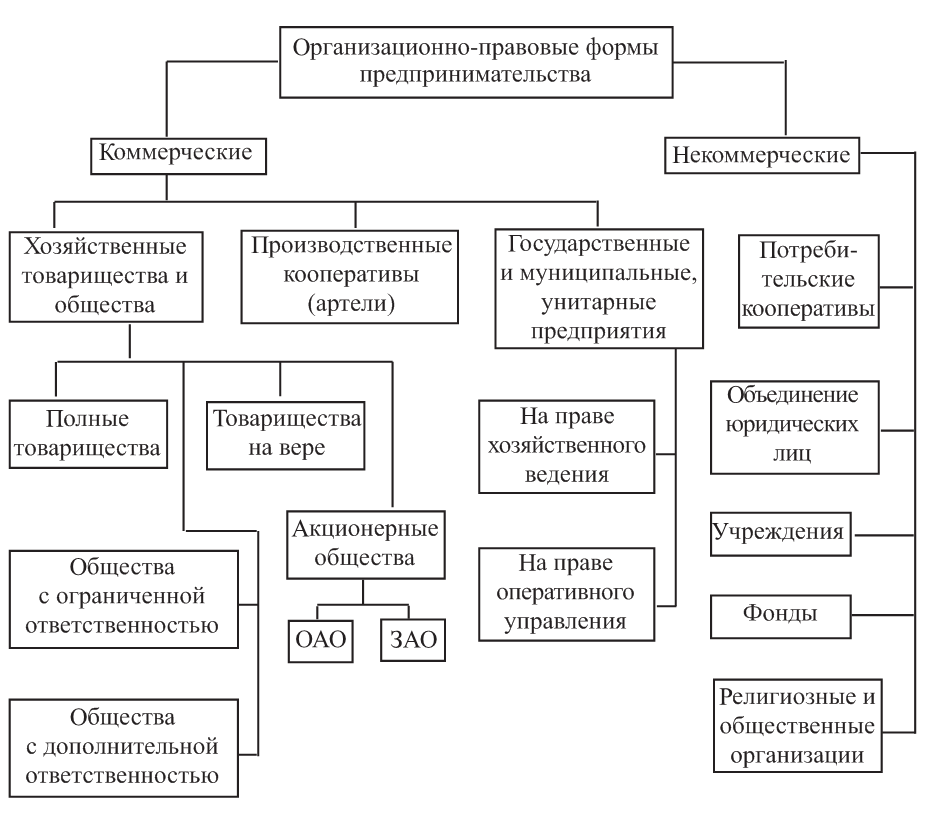 Организационно-правовые формы
предпринимательства
Коммерческие
Некоммерческие
Хозяйственные
товарищества и
общества
Производственные
кооперативы
(артели)
Государственные
и муниципальные,
унитарные
предприятия
Потреби-
тельские
кооперативы
Полные
товарищества
Товарищества
на вере
На праве
хозяйственного
ведения
Объединение
юридических
лиц
Акционерные
общества
Учреждения
Общества
с ограниченной
ответственностью
На праве
оперативного
управления
ОАО
ЗАО
Фонды
Общества
с дополнительной
ответственностью
Религиозные и
общественные
организации